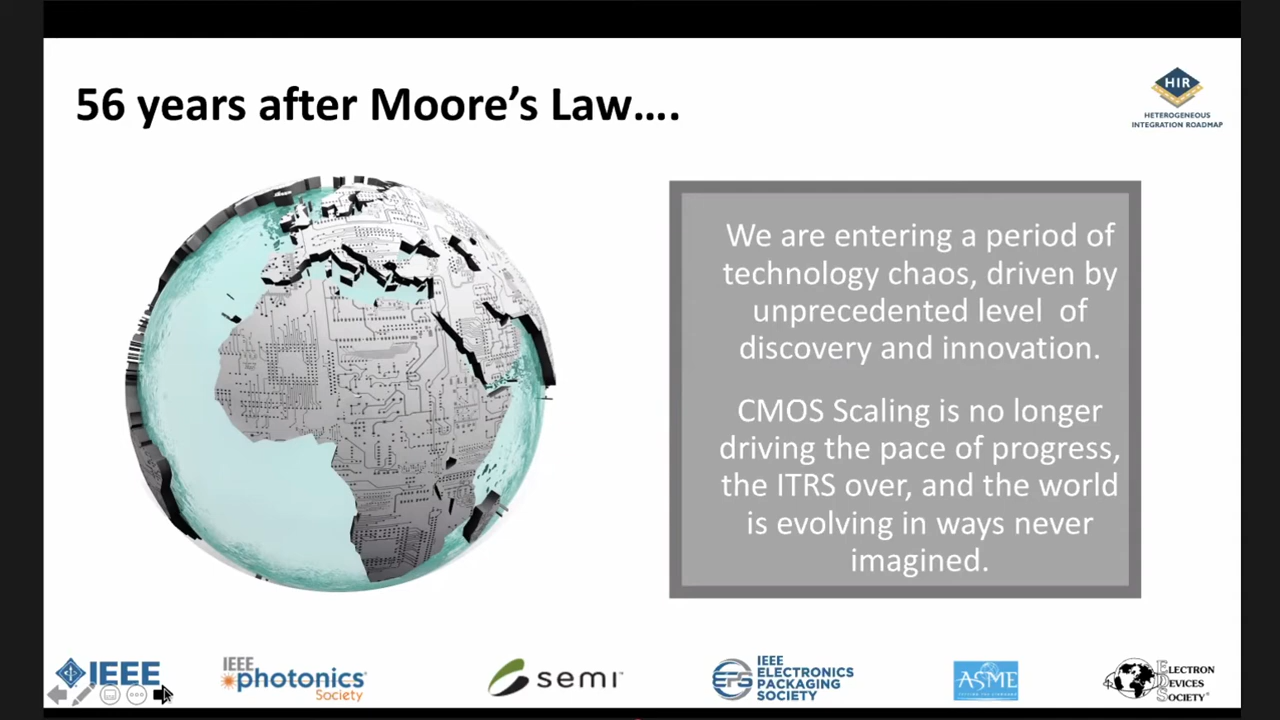 56 years after Moore's Law....
HIR
HETEROGENEOUS
INTEGRATION ROADMAP
We are entering a period of
technology chaos, driven by
unprecedented level of
discovery and innovation.
CMOS Scaling is no longer
driving the pace of progress,
the ITRS over, and the world
is evolving in ways never
imagined.
IEEE
IEEE
photonics
Society
semi
EPS
IEEE
ELECTRONICS
PACKAGING
SOCIETY
ASME
EDS
ELECTRON
DEVICES
SOCIETY®